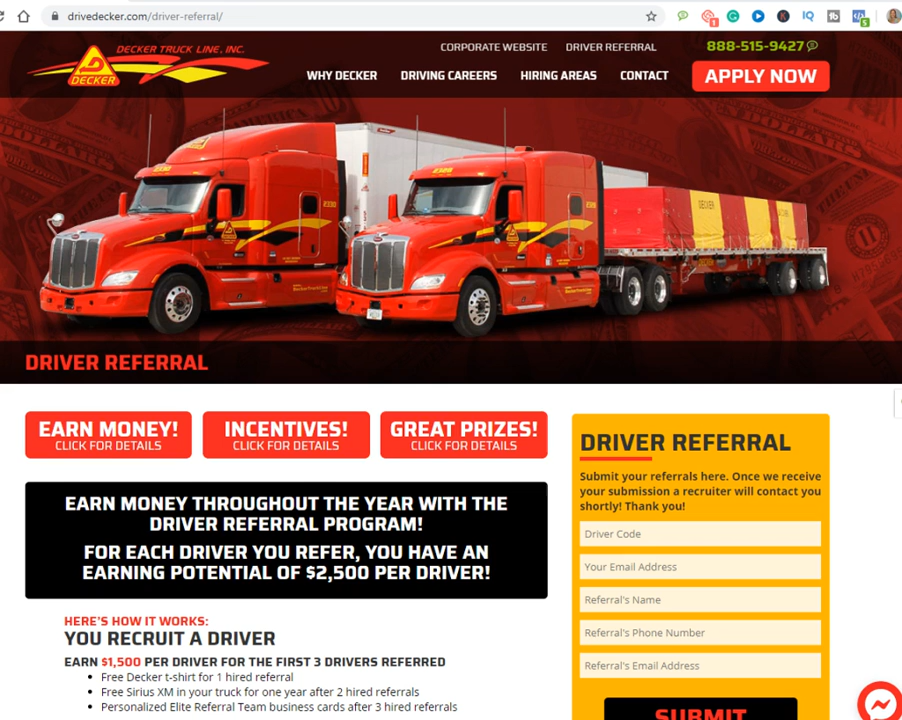 drivedecker.com/driver-referral/
DECKER TRUCK LINE, INC.
DECKER
CORPORATE WEBSITE
DRIVER REFERRAL
888-515-9427
WHY DECKER
DRIVING CAREERS
HIRING AREAS
CONTACT
APPLY NOW
DECKER
DRIVER REFERRAL
EARN MONEY!
CLICK FOR DETAILS
INCENTIVES!
CLICK FOR DETAILS
GREAT PRIZES!
CLICK FOR DETAILS
EARN MONEY THROUGHOUT THE YEAR WITH THE
DRIVER REFERRAL PROGRAM!
FOR EACH DRIVER YOU REFER, YOU HAVE AN
EARNING POTENTIAL OF $2,500 PER DRIVER!
HERE'S HOW IT WORKS:
YOU RECRUIT A DRIVER
EARN $1,500 PER DRIVER FOR THE FIRST 3 DRIVERS REFERRED
Free Decker t-shirt for 1 hired referral
Free Sirius XM in your truck for one year after 2 hired referrals
Personalized Elite Referral Team business cards after 3 hired referrals
DRIVER REFERRAL
Submit your referrals here. Once we receive
your submission a recruiter will contact you
shortly! Thank you!
Driver Code
Your Email Address
Referral's Name
Referral's Phone Number
Referral's Email Address
SUBMIT